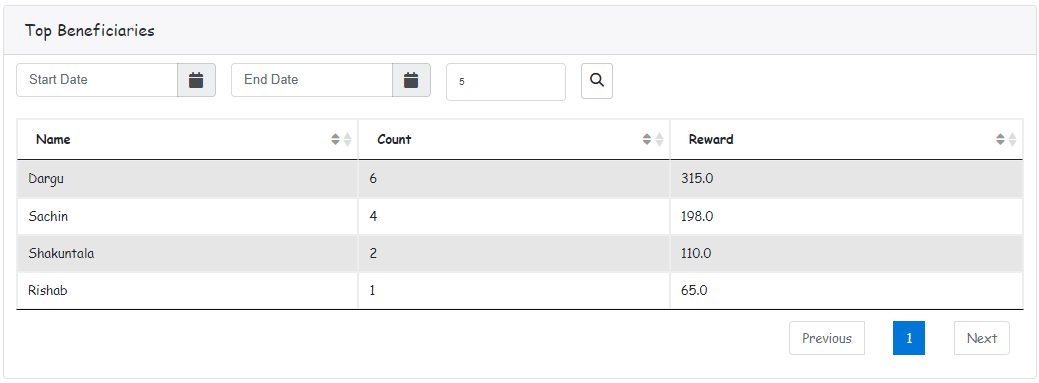 Top Beneficiaries
Start Date End Date 5
Name Count Reward
Dargu 6 315.0
Sachin 4 198.0
Shakuntala 2 110.0
Rishab 1 65.0
Previous 1 Next